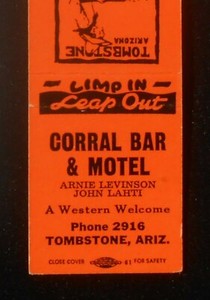 TOMBSTONE
ARIZONA
LIMP IN
Leap Out
CORRAL BAR
& MOTEL
ARNIE LEVINSON
JOHN LAHTI
A Western Welcome
Phone 2916
TOMBSTONE, ARIZ.
CLOSE COVER 81 FOR SAFETY